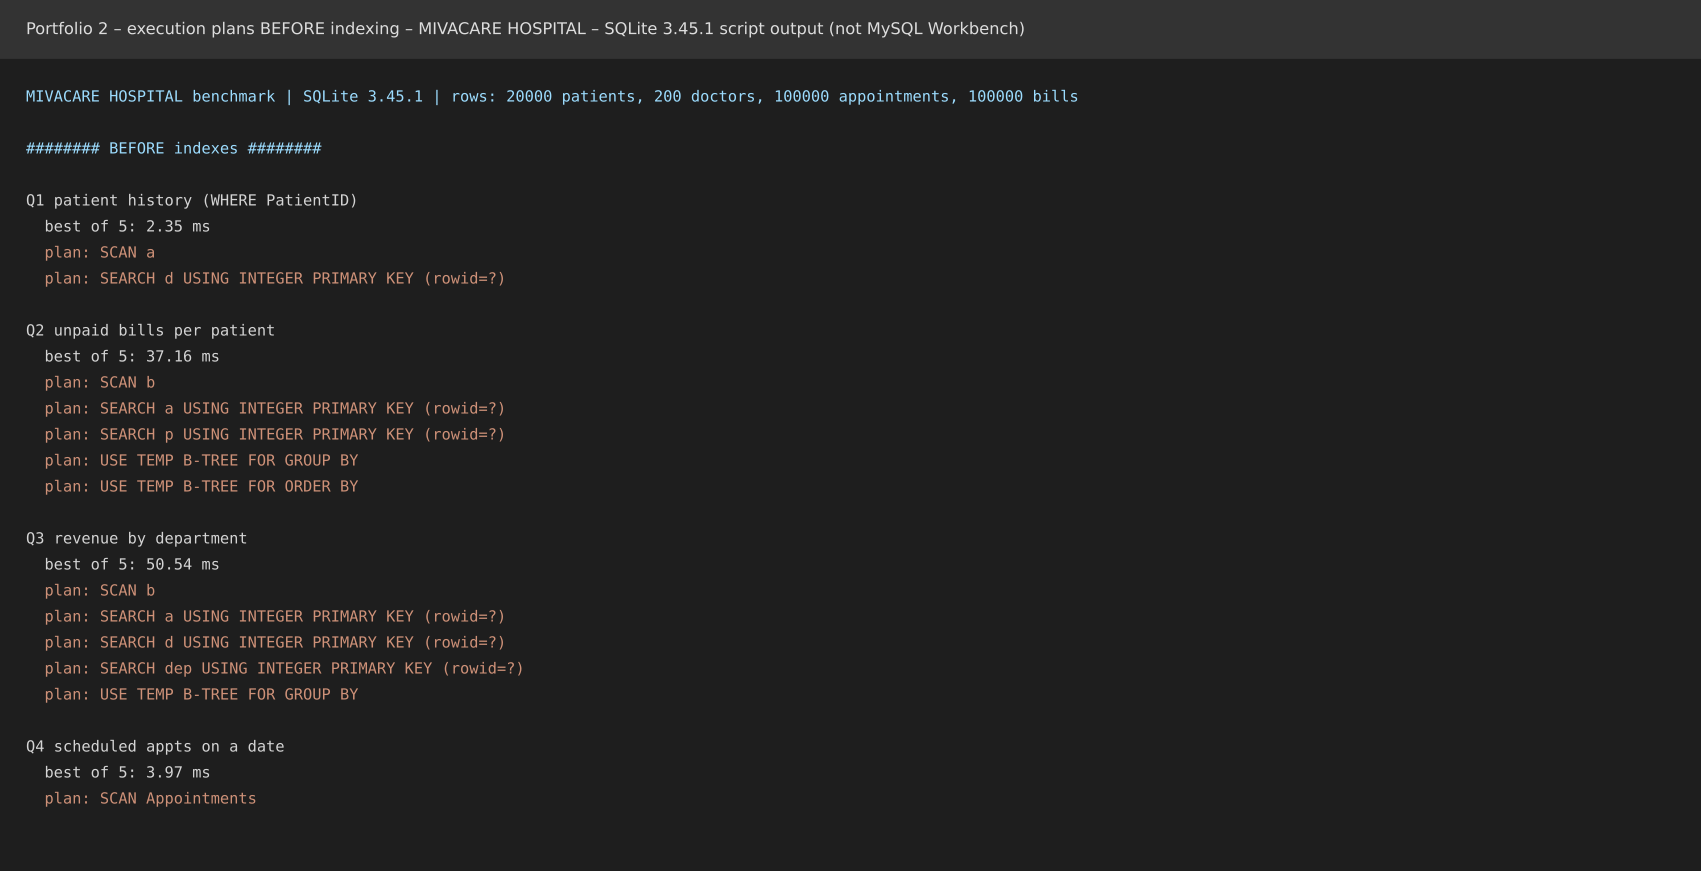 Portfolio 2 – execution plans BEFORE indexing – MIVACARE HOSPITAL – SQLite 3.45.1 script output (not MySQL Workbench)
MIVACARE HOSPITAL benchmark | SQLite 3.45.1 | rows: 20000 patients, 200 doctors, 100000 appointments, 100000 bills
######## BEFORE indexes ########
Q1 patient history (WHERE PatientID)
best of 5: 2.35 ms
plan: SCAN a
plan: SEARCH d USING INTEGER PRIMARY KEY (rowid=?)
Q2 unpaid bills per patient
best of 5: 37.16 ms
plan: SCAN b
plan: SEARCH a USING INTEGER PRIMARY KEY (rowid=?)
plan: SEARCH p USING INTEGER PRIMARY KEY (rowid=?)
plan: USE TEMP B-TREE FOR GROUP BY
plan: USE TEMP B-TREE FOR ORDER BY
Q3 revenue by department
best of 5: 50.54 ms
plan: SCAN b
plan: SEARCH a USING INTEGER PRIMARY KEY (rowid=?)
plan: SEARCH d USING INTEGER PRIMARY KEY (rowid=?)
plan: SEARCH dep USING INTEGER PRIMARY KEY (rowid=?)
plan: USE TEMP B-TREE FOR GROUP BY
Q4 scheduled appts on a date
best of 5: 3.97 ms
plan: SCAN Appointments